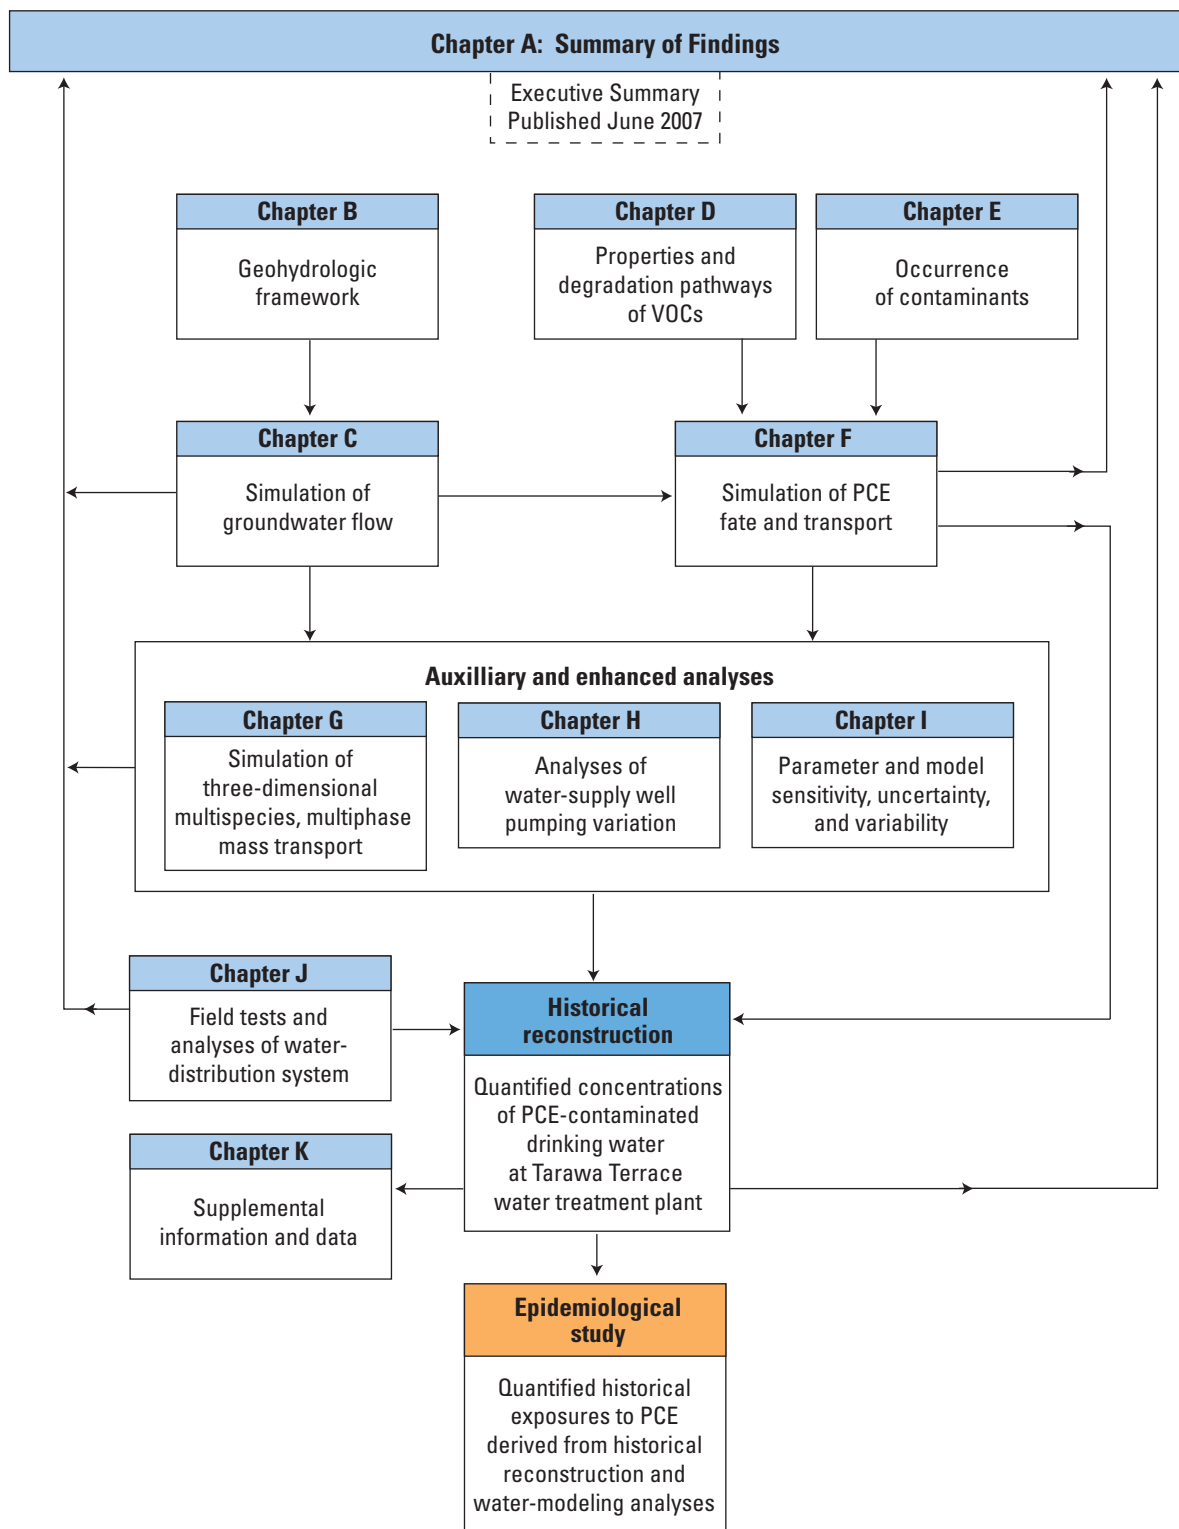 Chapter A: Summary of Findings
Executive Summary
Published June 2007
Chapter B
Geohydrologic
framework
Chapter D
Properties and
degradation pathways
of VOCs
Chapter E
Occurrence
of contaminants
Chapter C
Simulation of
groundwater flow
Chapter F
Simulation of PCE
fate and transport
Auxilliary and enhanced analyses
Chapter G
Simulation of
three-dimensional
multispecies, multiphase
mass transport
Chapter H
Analyses of
water-supply well
pumping variation
Chapter I
Parameter and model
sensitivity, uncertainty,
and variability
Chapter J
Field tests and
analyses of water-
distribution system
Historical
reconstruction
Quantified concentrations
of PCE-contaminated
drinking water
at Tarawa Terrace
water treatment plant
Chapter K
Supplemental
information and data
Epidemiological
study
Quantified historical
exposures to PCE
derived from historical
reconstruction and
water-modeling analyses